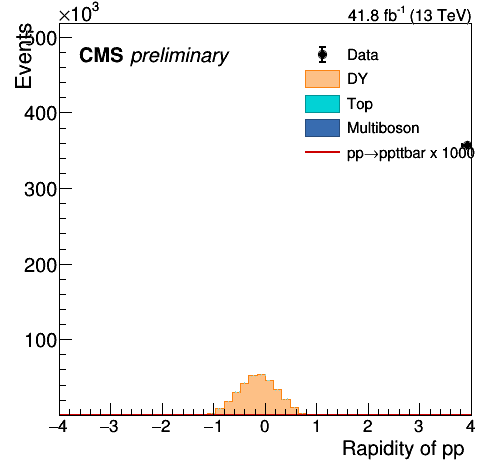 ×10³
41.8 fb⁻¹ (13 TeV)
Events
CMS preliminary
Data
DY
Top
Multiboson
pp→ppttbar x 1000
500
400
300
200
100
−4 −3 −2 −1 0 1 2 3 4
Rapidity of pp